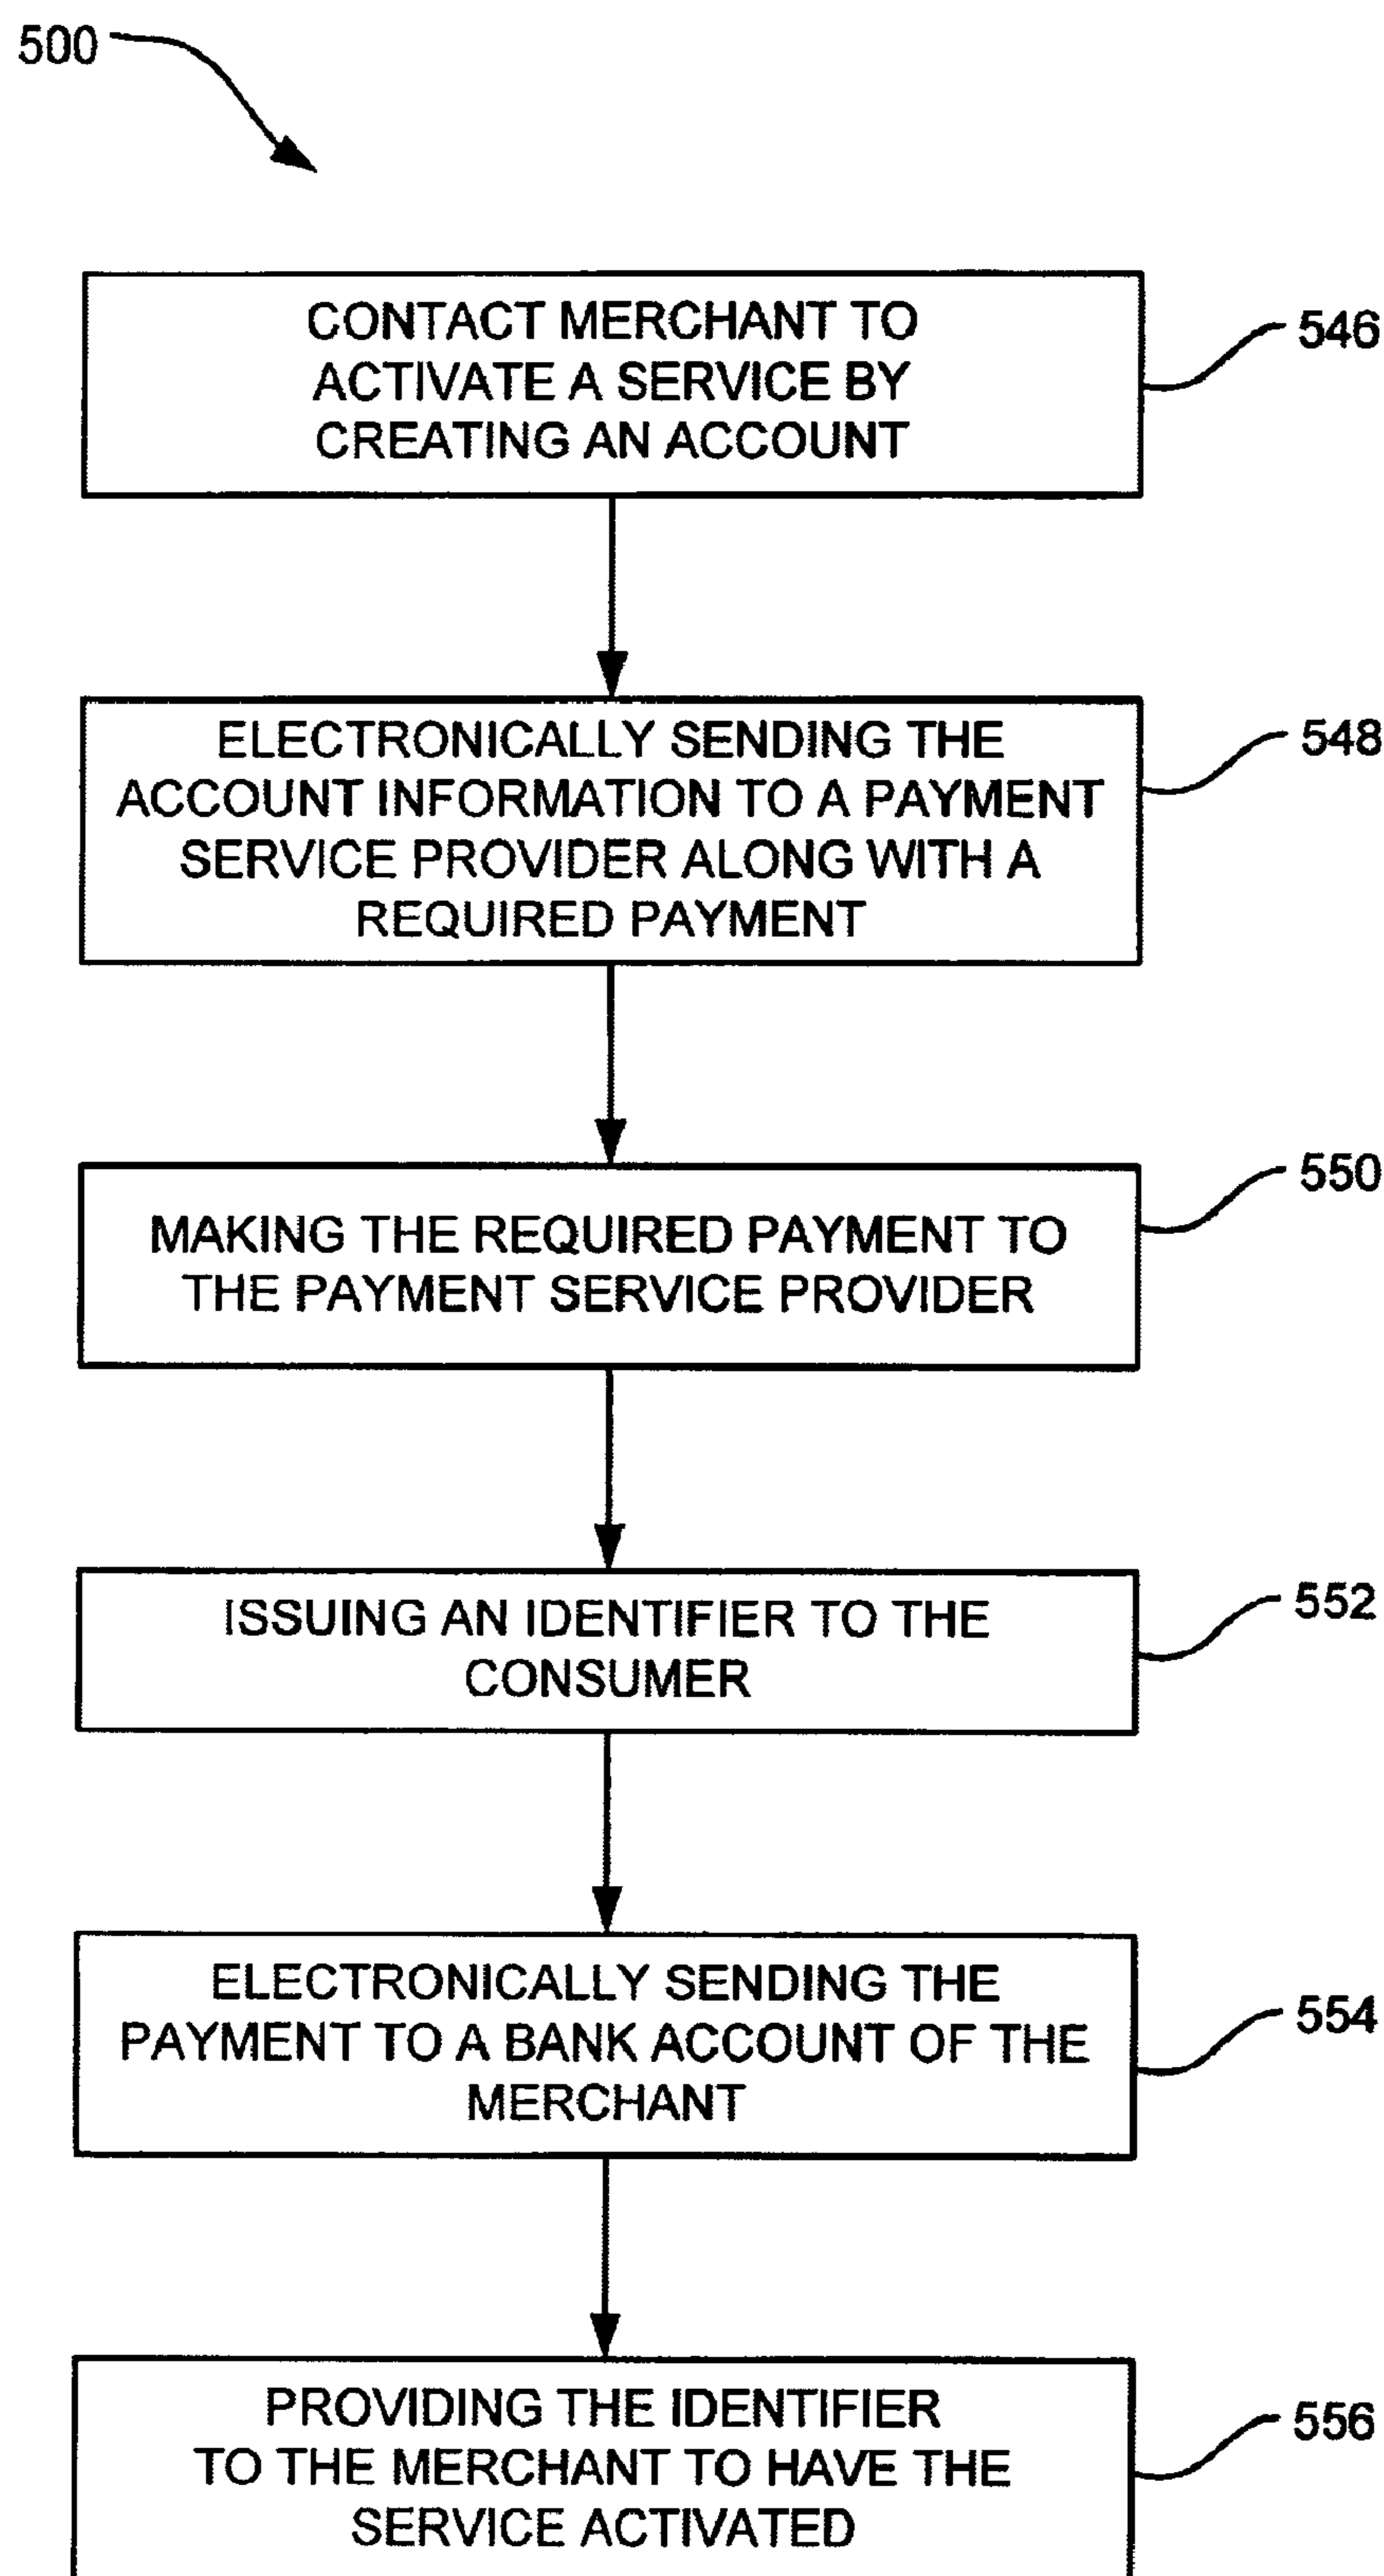 500
CONTACT MERCHANT TO
ACTIVATE A SERVICE BY
CREATING AN ACCOUNT
546
ELECTRONICALLY SENDING THE
ACCOUNT INFORMATION TO A PAYMENT
SERVICE PROVIDER ALONG WITH A
REQUIRED PAYMENT
548
MAKING THE REQUIRED PAYMENT TO
THE PAYMENT SERVICE PROVIDER
550
ISSUING AN IDENTIFIER TO THE
CONSUMER
552
ELECTRONICALLY SENDING THE
PAYMENT TO A BANK ACCOUNT OF THE
MERCHANT
554
PROVIDING THE IDENTIFIER
TO THE MERCHANT TO HAVE THE
SERVICE ACTIVATED
556